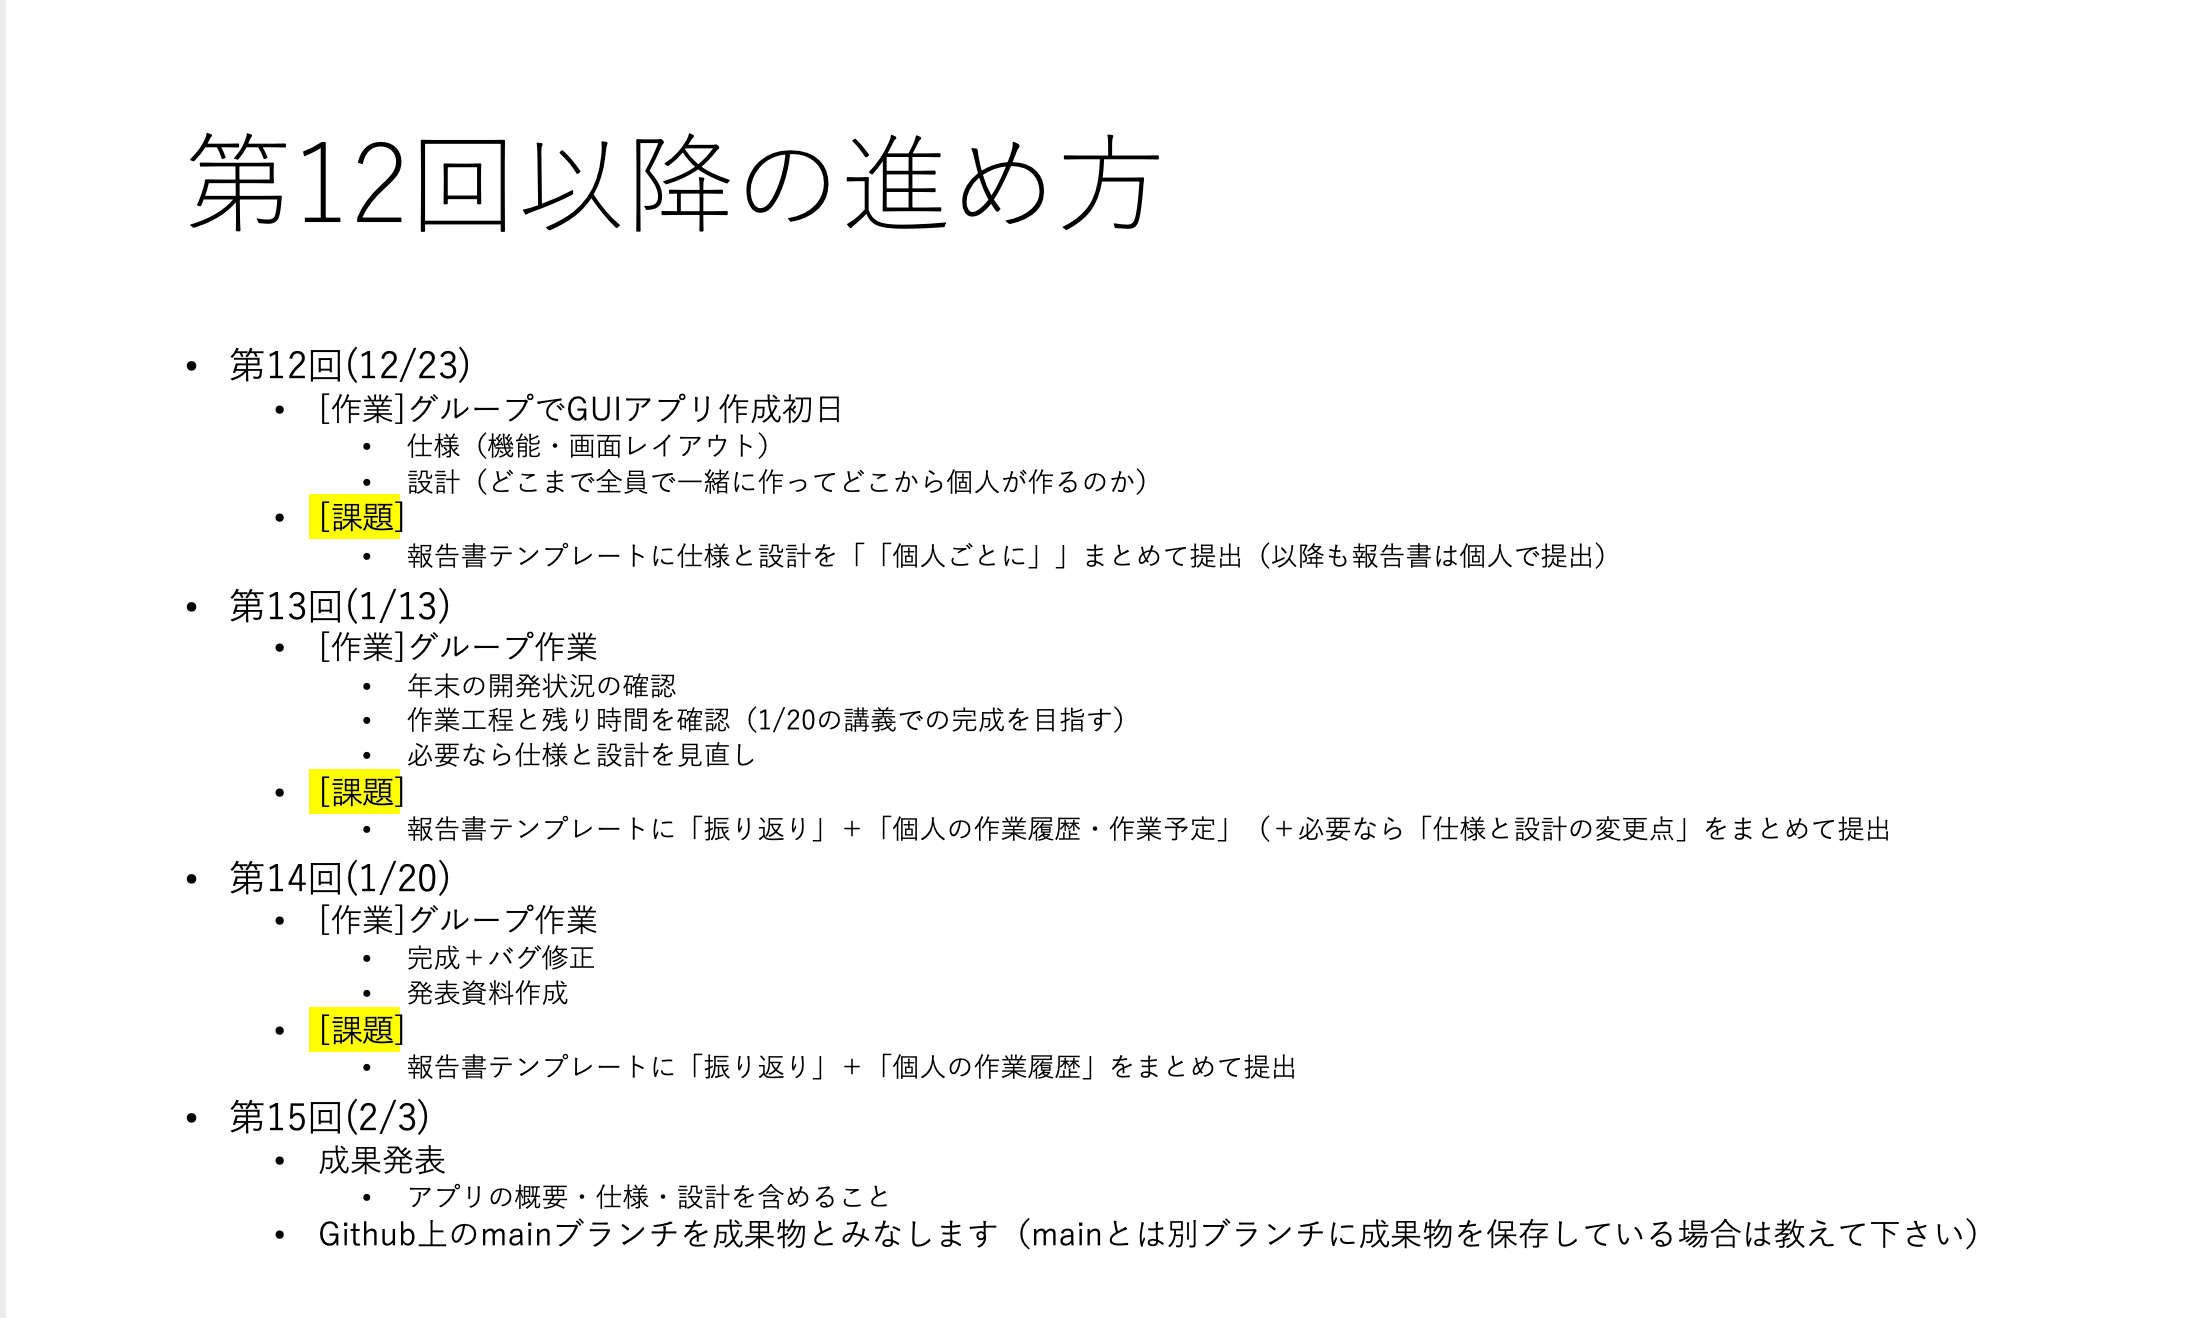 第12回以降の進め方
• 第12回(12/23)
• [作業]グループでGUIアプリ作成初日
• 仕様（機能・画面レイアウト）
• 設計（どこまで全員で一緒に作ってどこから個人が作るのか）
• [課題]
• 報告書テンプレートに仕様と設計を「「個人ごとに」」まとめて提出（以降も報告書は個人で提出）
• 第13回(1/13)
• [作業]グループ作業
• 年末の開発状況の確認
• 作業工程と残り時間を確認（1/20の講義での完成を目指す）
• 必要なら仕様と設計を見直し
• [課題]
• 報告書テンプレートに「振り返り」＋「個人の作業履歴・作業予定」（＋必要なら「仕様と設計の変更点」をまとめて提出
• 第14回(1/20)
• [作業]グループ作業
• 完成＋バグ修正
• 発表資料作成
• [課題]
• 報告書テンプレートに「振り返り」＋「個人の作業履歴」をまとめて提出
• 第15回(2/3)
• 成果発表
• アプリの概要・仕様・設計を含めること
• Github上のmainブランチを成果物とみなします（mainとは別ブランチに成果物を保存している場合は教えて下さい）